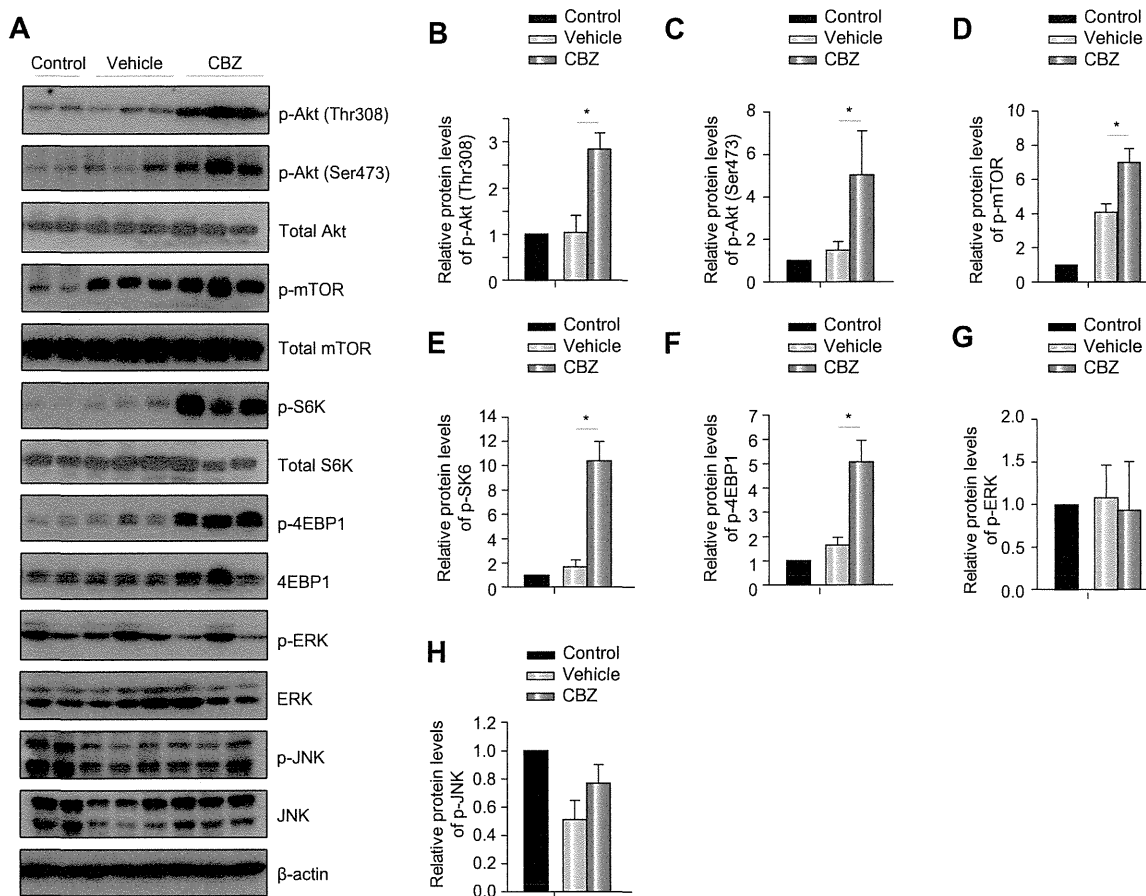 A
Control Vehicle CBZ
p-Akt (Thr308)
p-Akt (Ser473)
Total Akt
p-mTOR
Total mTOR
p-S6K
Total S6K
p-4EBP1
4EBP1
p-ERK
ERK
p-JNK
JNK
β-actin
B
Control
Vehicle
CBZ
*
Relative protein levels
of p-Akt (Thr308)
3
2
1
0
C
Control
Vehicle
CBZ
*
Relative protein levels
of p-Akt (Ser473)
8
6
4
2
0
D
Control
Vehicle
CBZ
*
Relative protein levels
of p-mTOR
10
8
6
4
2
0
E
Control
Vehicle
CBZ
*
Relative protein levels
of p-SK6
14
12
10
8
6
4
2
0
F
Control
Vehicle
CBZ
*
Relative protein levels
of p-4EBP1
7
6
5
4
3
2
1
0
G
Control
Vehicle
CBZ
Relative protein levels
of p-ERK
2.0
1.5
1.0
0.5
0.0
H
Control
Vehicle
CBZ
Relative protein levels
of p-JNK
1.2
1.0
0.8
0.6
0.4
0.2
0.0